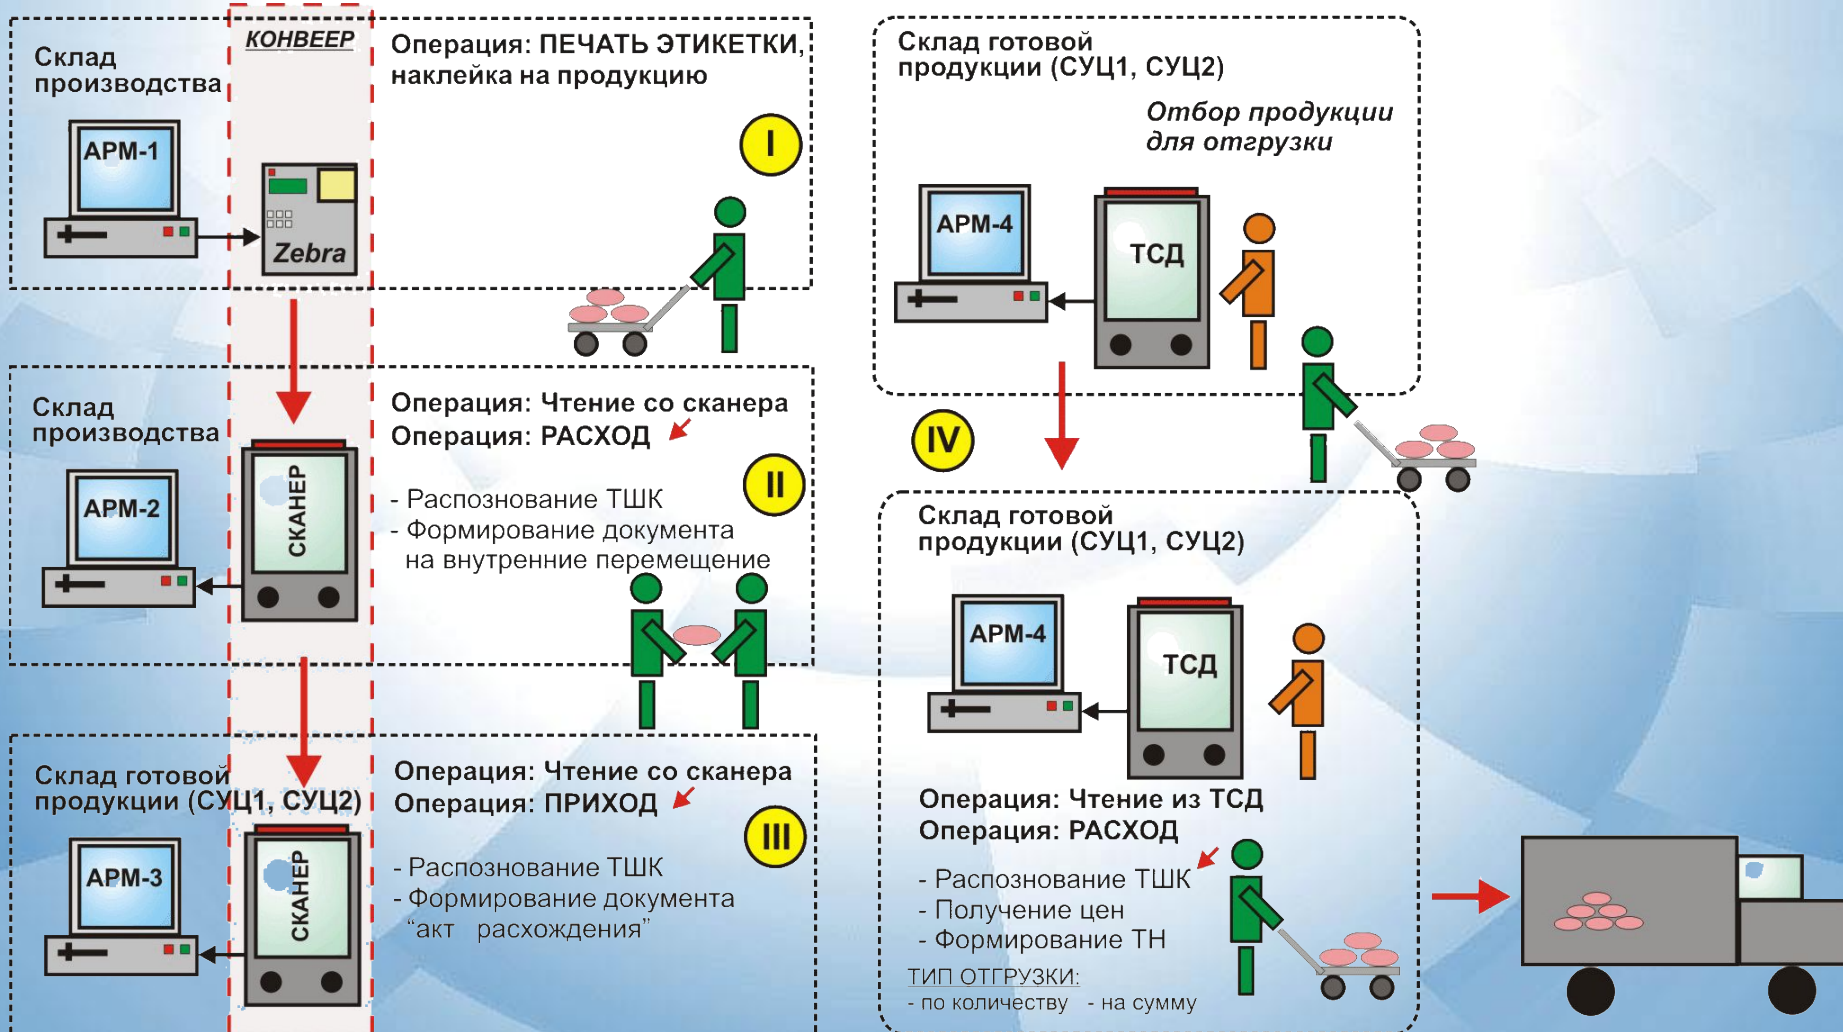 Склад
производства
КОНВЕЕР
Операция: ПЕЧАТЬ ЭТИКЕТКИ,
наклейка на продукцию
I
АРМ-1
Zebra
Склад
производства
Операция: Чтение со сканера
Операция: РАСХОД
II
АРМ-2
СКАНЕР
- Распознование ТШК
- Формирование документа
на внутренние перемещение
Склад готовой
продукции (СУЦ1, СУЦ2)
Операция: Чтение со сканера
Операция: ПРИХОД
III
АРМ-3
СКАНЕР
- Распознование ТШК
- Формирование документа
“акт расхождения”
Склад готовой
продукции (СУЦ1, СУЦ2)
Отбор продукции
для отгрузки
АРМ-4
ТСД
IV
Склад готовой
продукции (СУЦ1, СУЦ2)
АРМ-4
ТСД
Операция: Чтение из ТСД
Операция: РАСХОД
- Распознование ТШК
- Получение цен
- Формирование ТН
ТИП ОТГРУЗКИ:
- по количеству - на сумму